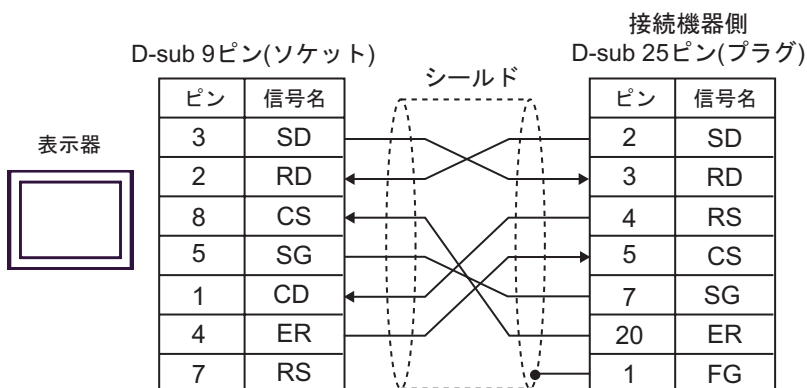 接続機器側
D-sub 9ピン(ソケット) D-sub 25ピン(プラグ)
シールド
表示器
ピン 信号名 ピン 信号名
3 SD 2 SD
2 RD 3 RD
8 CS 4 RS
5 SG 5 CS
1 CD 7 SG
4 ER 20 ER
7 RS 1 FG